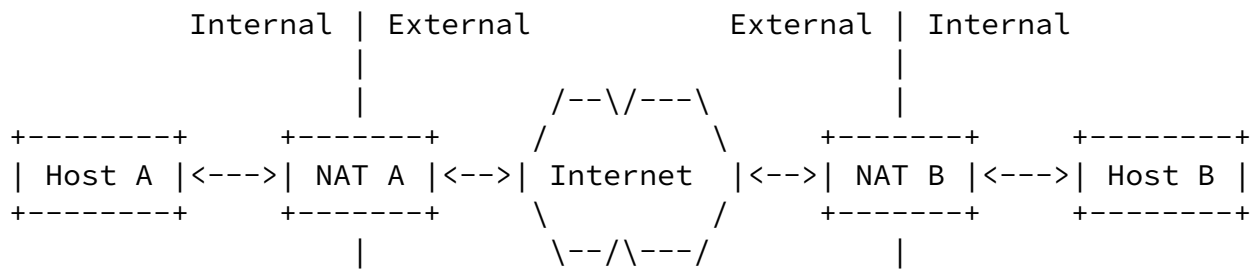 Internal | External External | Internal
| Host A |<--->| NAT A |<-->| Internet |<-->| NAT B |<--->| Host B |